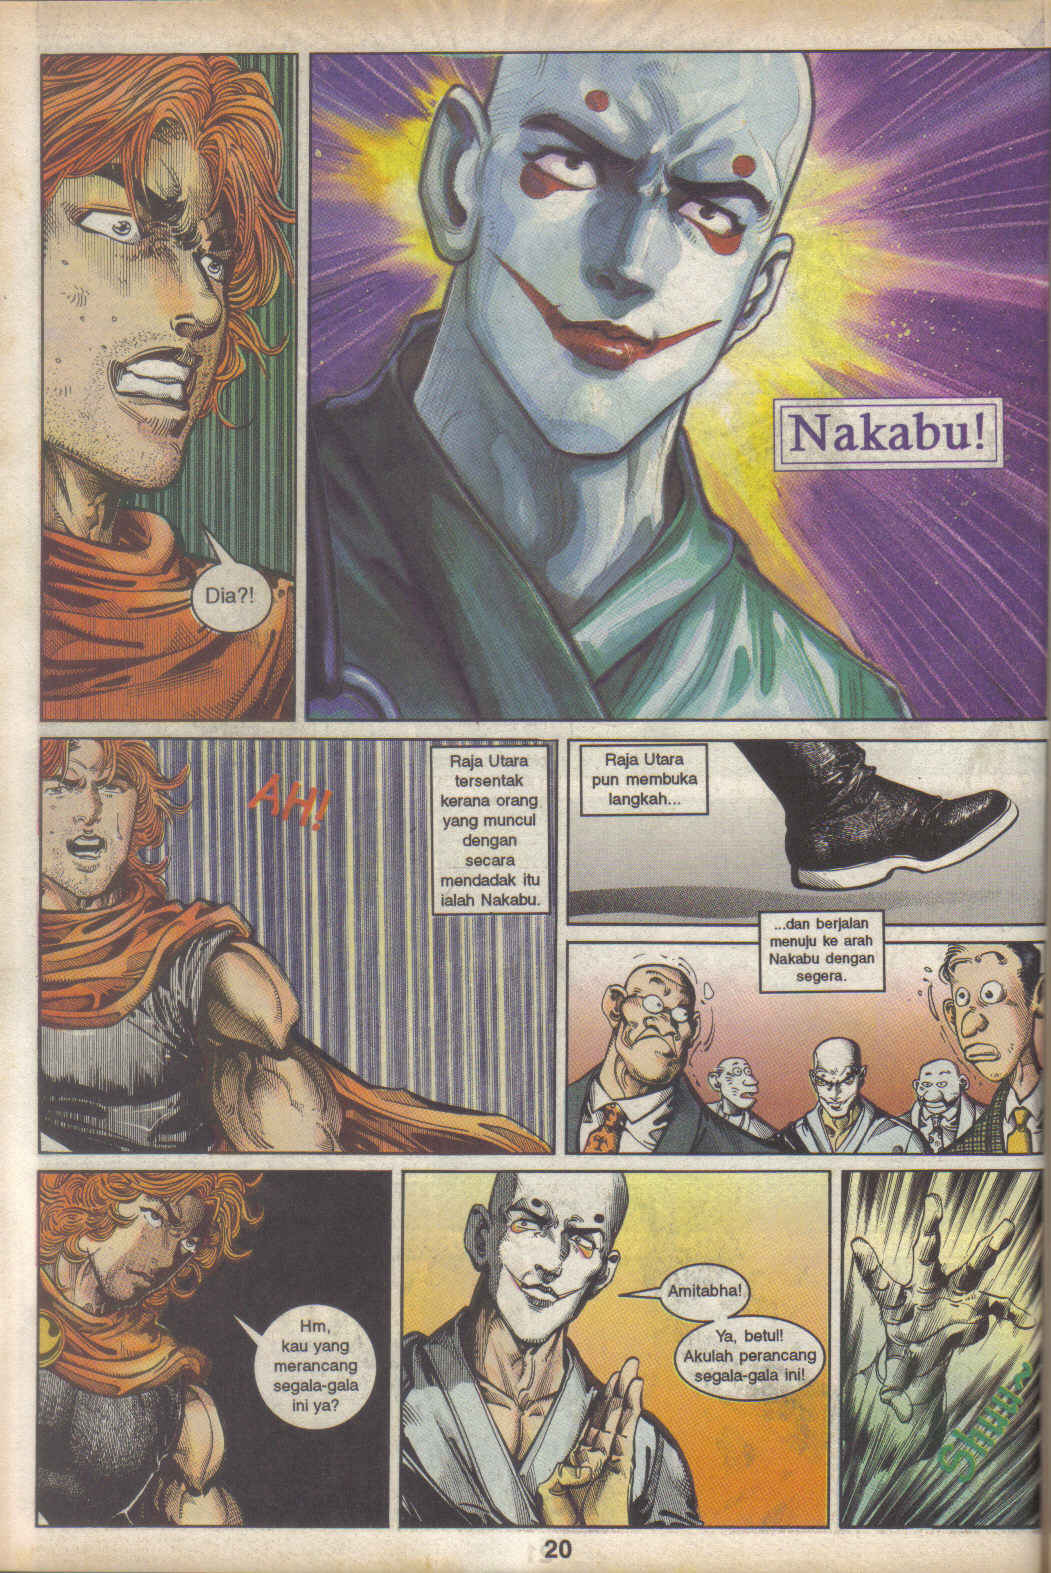 Dia?!
Nakabu!
AH!
Raja Utara
tersentak
kerana orang
yang muncul
dengan
secara
mendadak itu
ialah Nakabu.
Raja Utara
pun membuka
langkah...
...dan berjalan
menuju ke arah
Nakabu dengan
segera.
Hm,
kau yang
merancang
segala-gala
ini ya?
Amitabha!
Ya, betul!
Akulah perancang
segala-gala ini!
Shuuu~
20